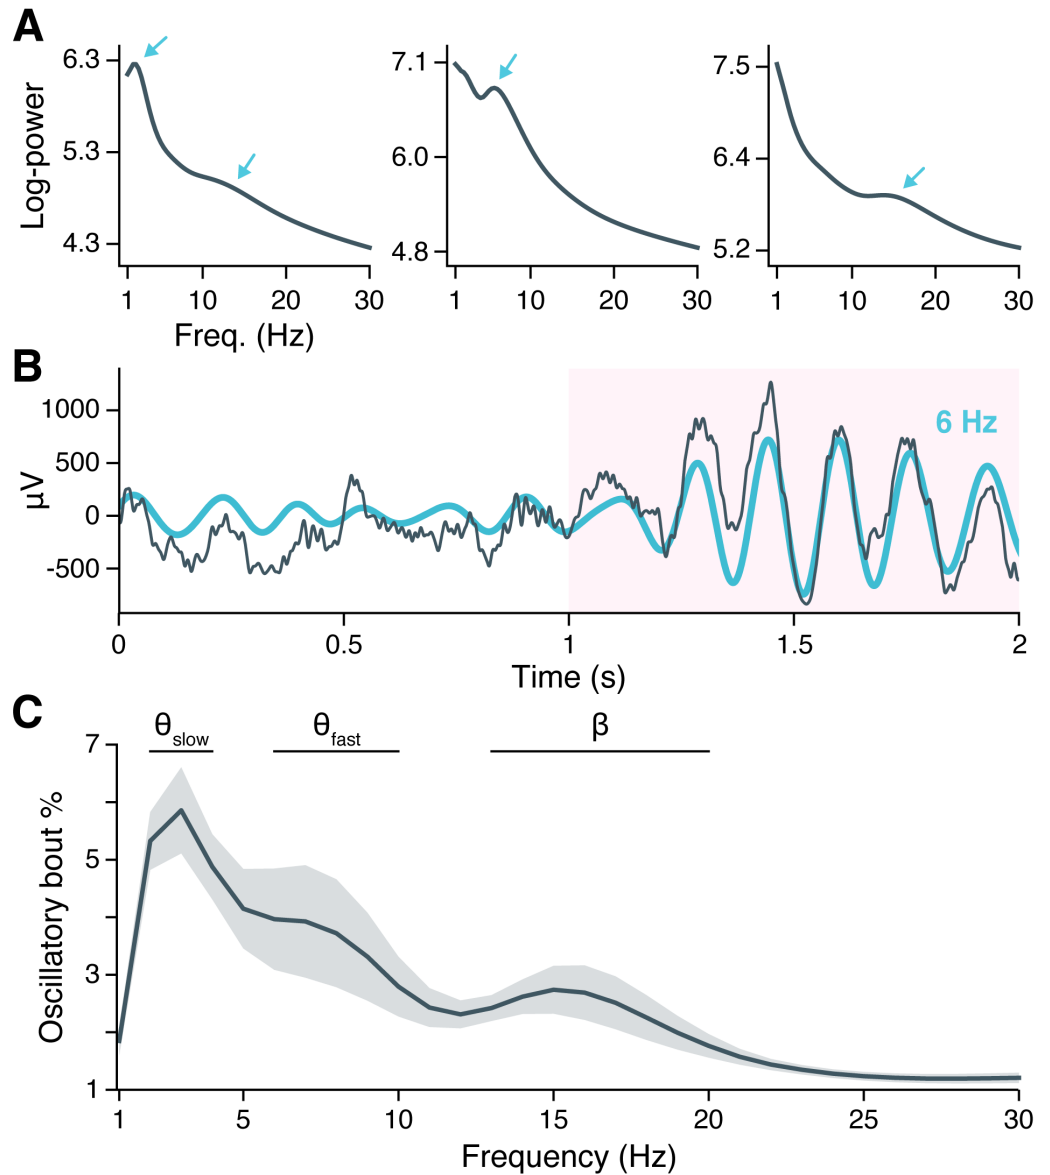 A
Log-power
6.3
5.3
4.3
1 10 20 30
Freq. (Hz)
7.1
6.0
4.8
1 10 20 30
7.5
6.4
5.2
1 10 20 30
B
µV
1000
500
0
-500
6 Hz
0 0.5 1 1.5 2
Time (s)
C
θslow θfast β
Oscillatory bout %
7
5
3
1
1 5 10 15 20 25 30
Frequency (Hz)